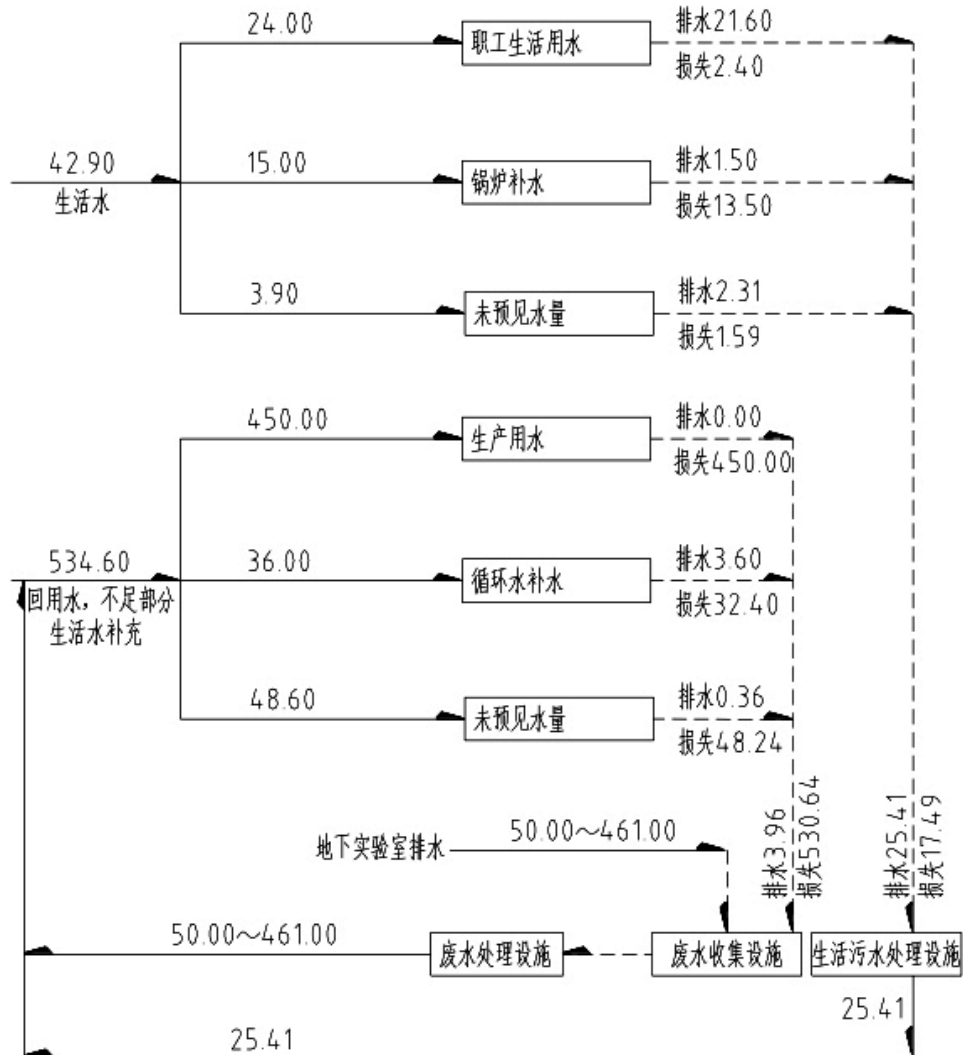 24.00
职工生活用水
排水21.60
损失2.40
42.90
生活水
15.00
锅炉补水
排水1.50
损失13.50
3.90
未预见水量
排水2.31
损失1.59
450.00
生产用水
排水0.00
损失450.00
534.60
回用水，不足部分
生活水补充
36.00
循环水补水
排水3.60
损失32.40
48.60
未预见水量
排水0.36
损失48.24
地下实验室排水
50.00～461.00
排水3.96
损失530.64
排水25.41
损失17.49
50.00～461.00
废水处理设施
废水收集设施
生活污水处理设施
25.41
25.41